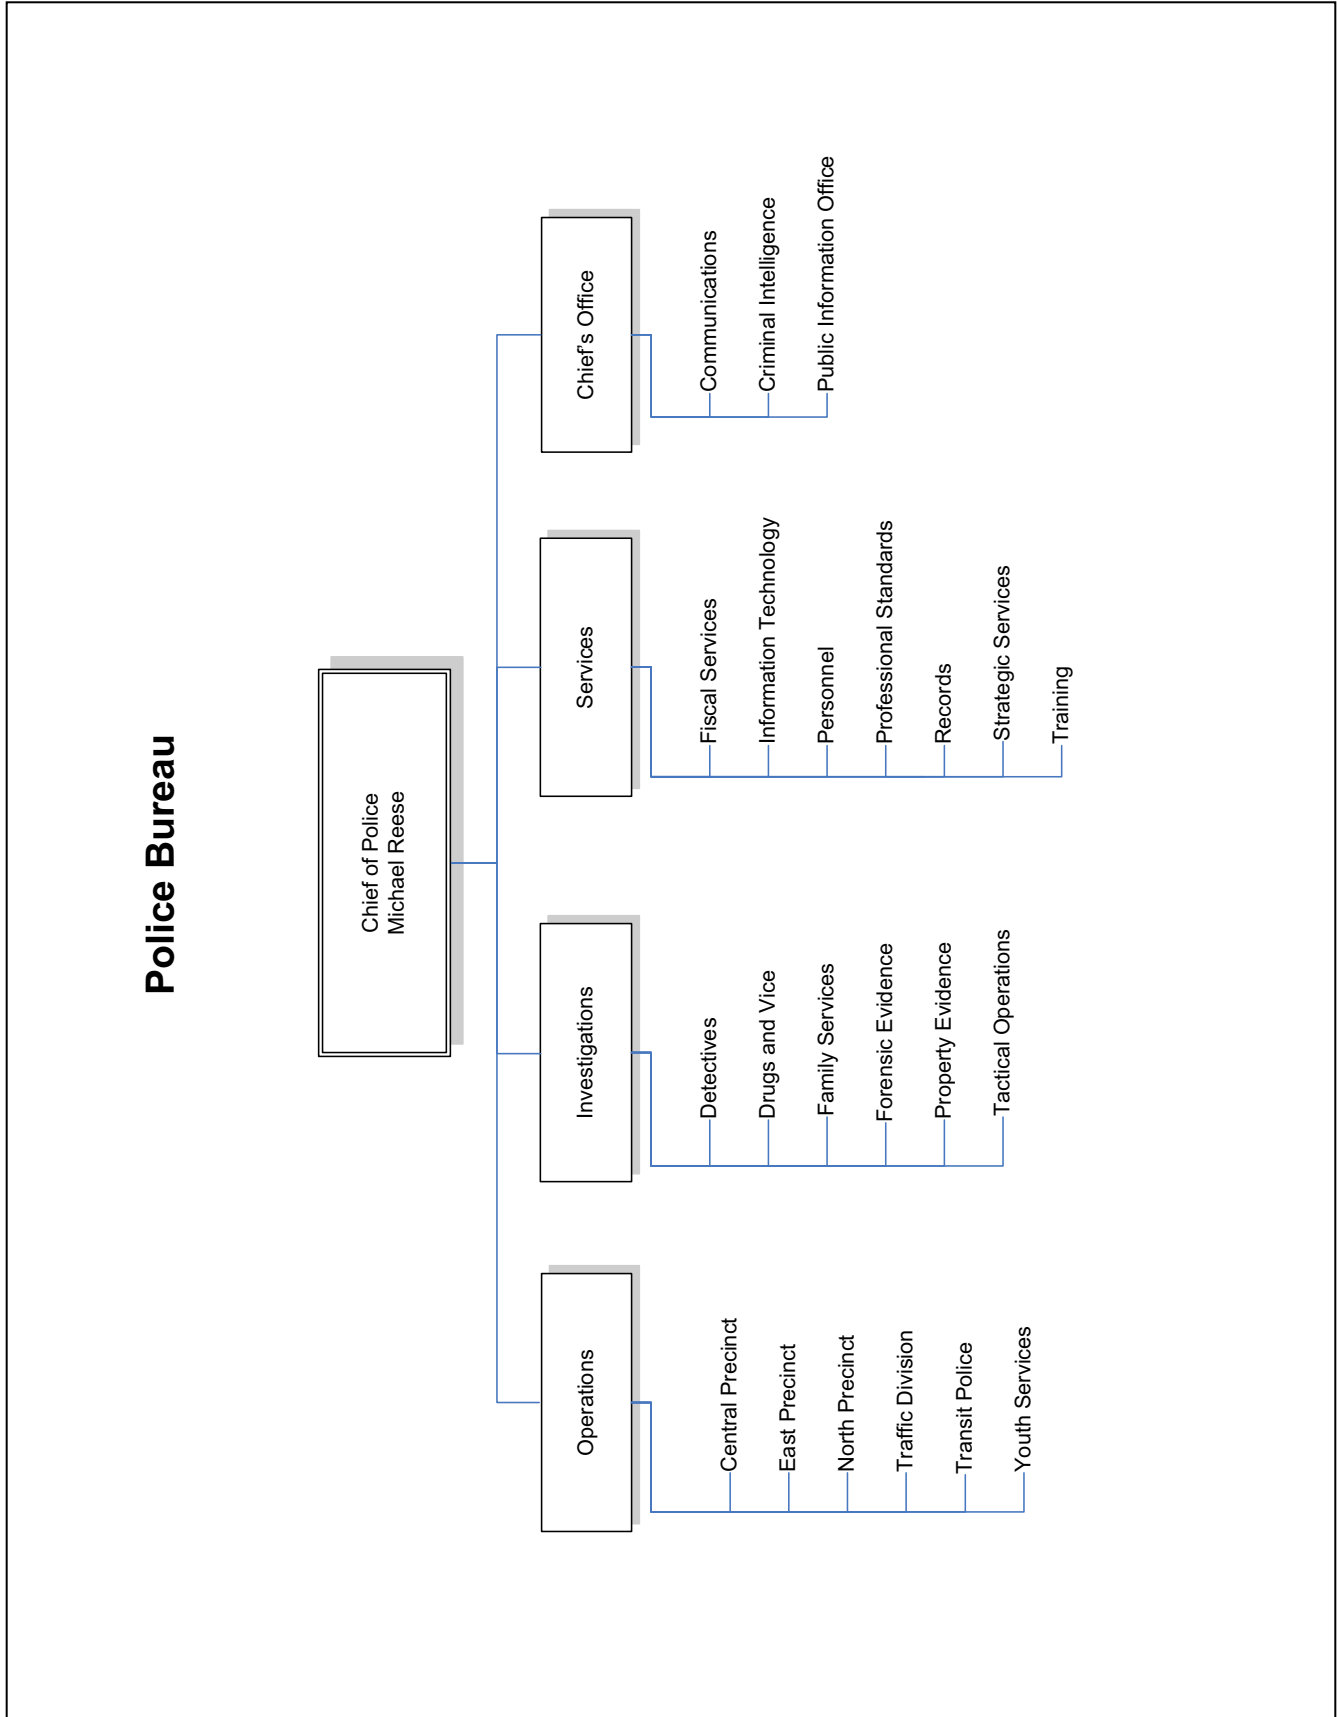 Police Bureau
Chief of Police
Michael Reese
Operations
Central Precinct
East Precinct
North Precinct
Traffic Division
Transit Police
Youth Services
Investigations
Detectives
Drugs and Vice
Family Services
Forensic Evidence
Property Evidence
Tactical Operations
Services
Fiscal Services
Information Technology
Personnel
Professional Standards
Records
Strategic Services
Training
Chief's Office
Communications
Criminal Intelligence
Public Information Office